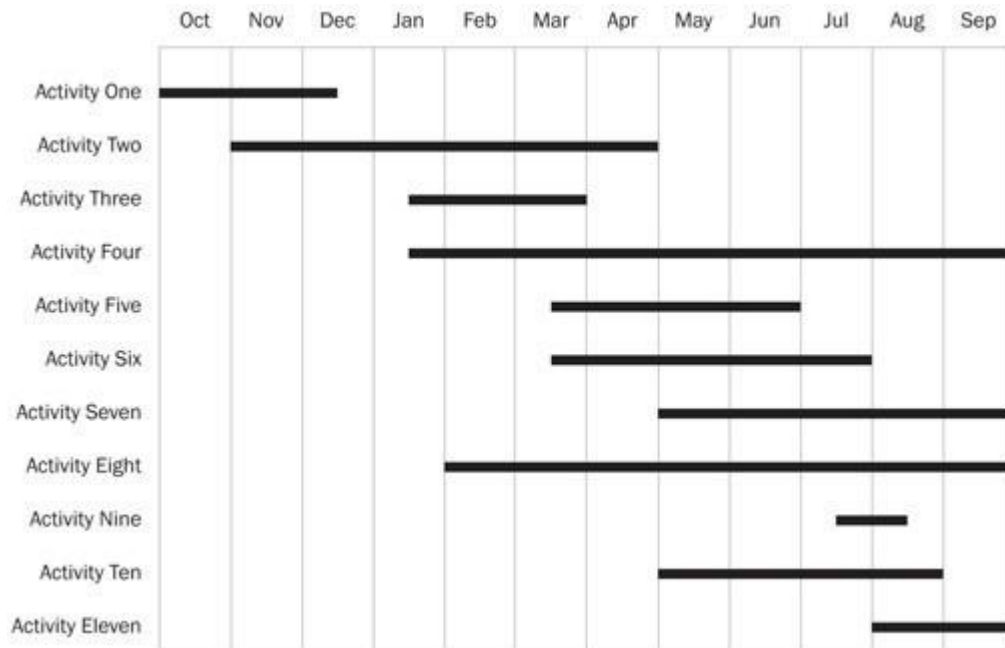 Oct Nov Dec Jan Feb Mar Apr May Jun Jul Aug Sep
Activity One
Activity Two
Activity Three
Activity Four
Activity Five
Activity Six
Activity Seven
Activity Eight
Activity Nine
Activity Ten
Activity Eleven